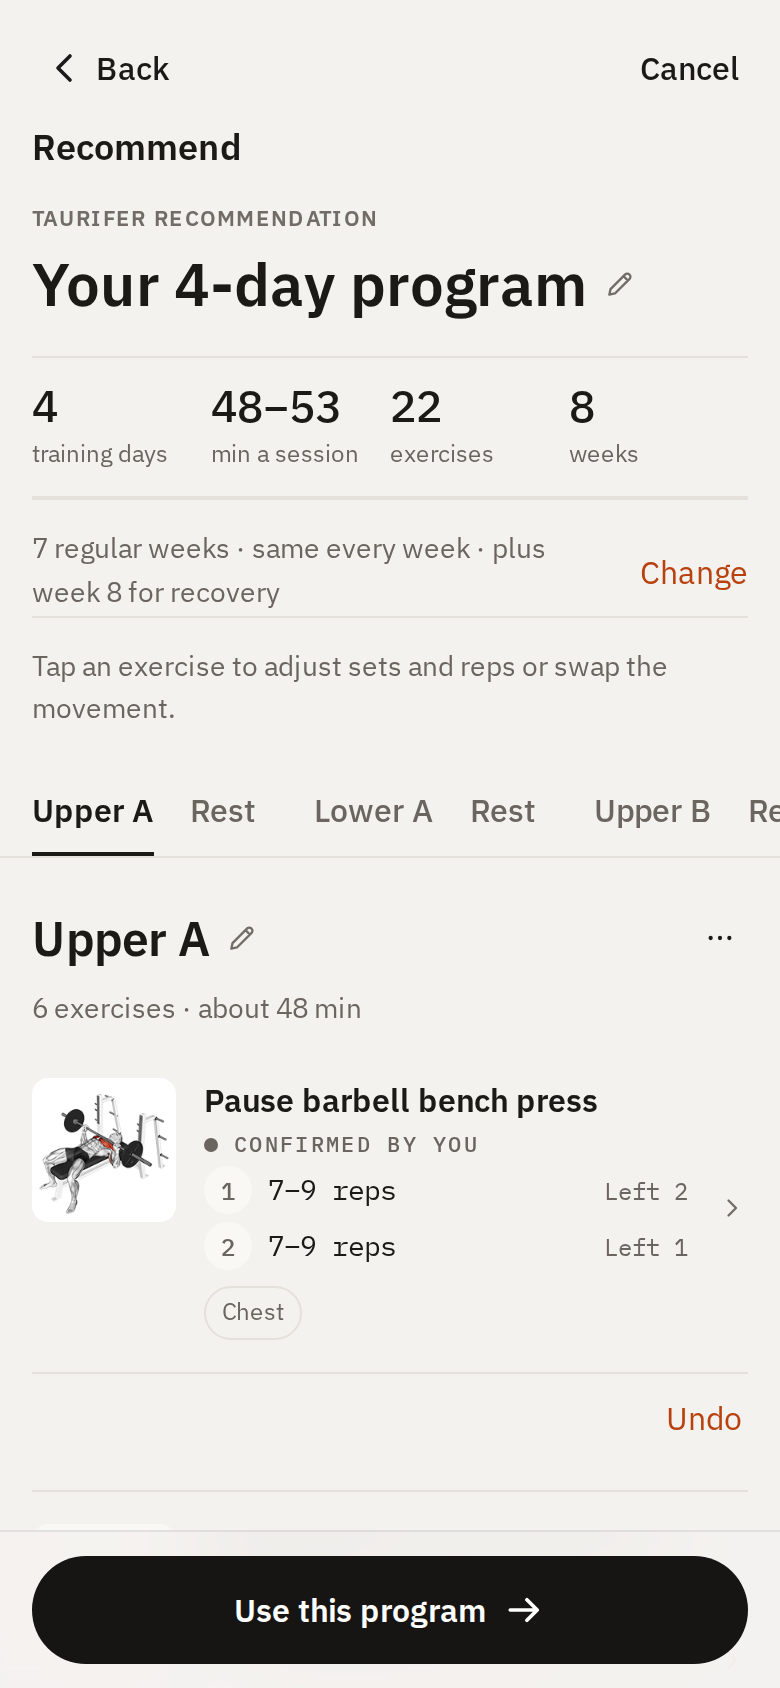 Back
Cancel
Recommend
TAURIFER RECOMMENDATION
Your 4-day program
4
training days
48–53
min a session
22
exercises
8
weeks
7 regular weeks · same every week · plus
week 8 for recovery
Change
Tap an exercise to adjust sets and reps or swap the
movement.
Upper A Rest Lower A Rest Upper B Re
Upper A
...
6 exercises · about 48 min
Pause barbell bench press
CONFIRMED BY YOU
1 7–9 reps Left 2
2 7–9 reps Left 1
Chest
Undo
Use this program